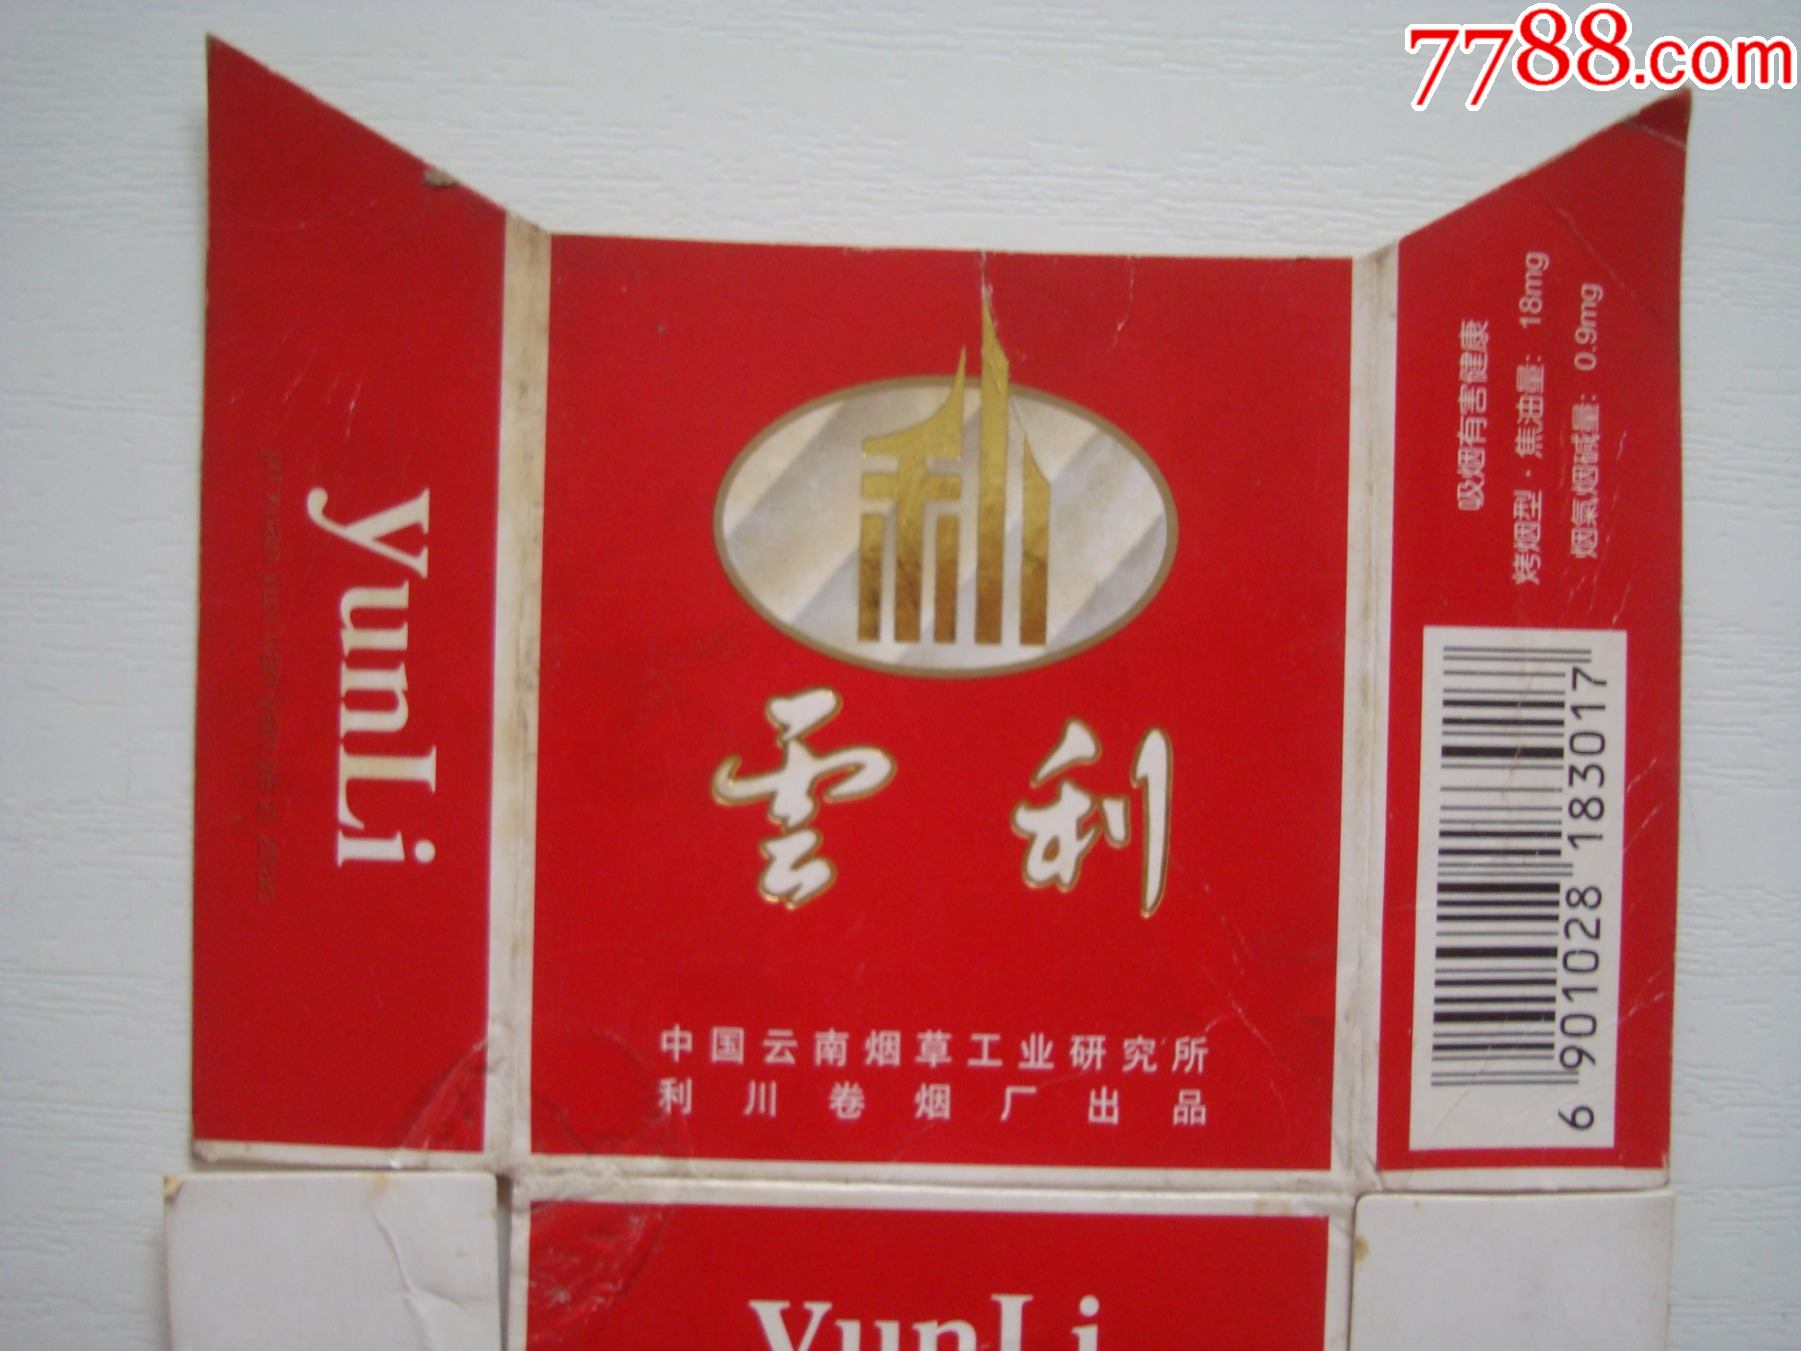 7788.com
YunLi
雲利
中国云南烟草工业研究所
利川卷烟厂出品
吸烟有害健康
烤烟型·焦油量：18mg
烟氣烟碱量：0.9mg
6 901028 183017
YunLi